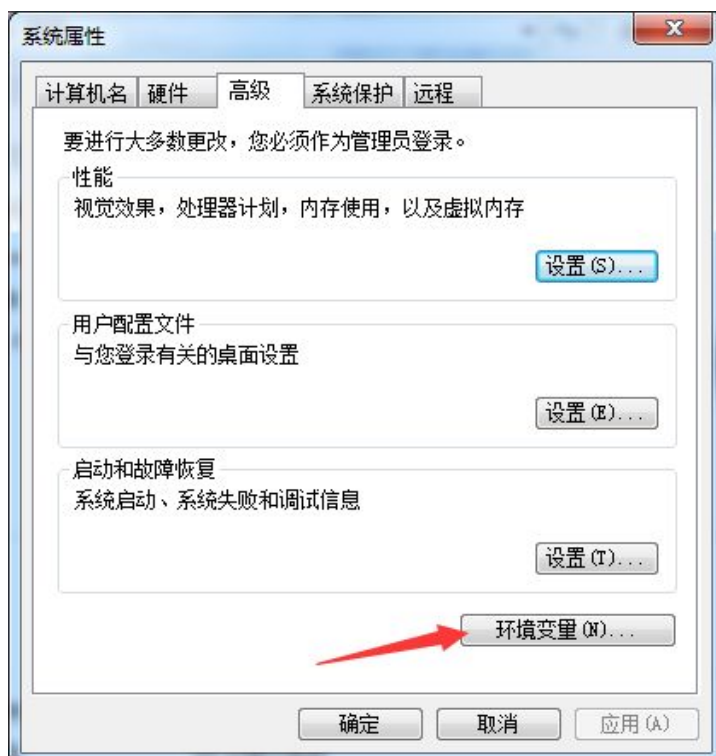 系统属性
计算机名 硬件 高级 系统保护 远程
要进行大多数更改，您必须作为管理员登录。
性能
视觉效果，处理器计划，内存使用，以及虚拟内存
设置(S)...
用户配置文件
与您登录有关的桌面设置
设置(E)...
启动和故障恢复
系统启动、系统失败和调试信息
设置(T)...
环境变量(N)...
确定 取消 应用(A)